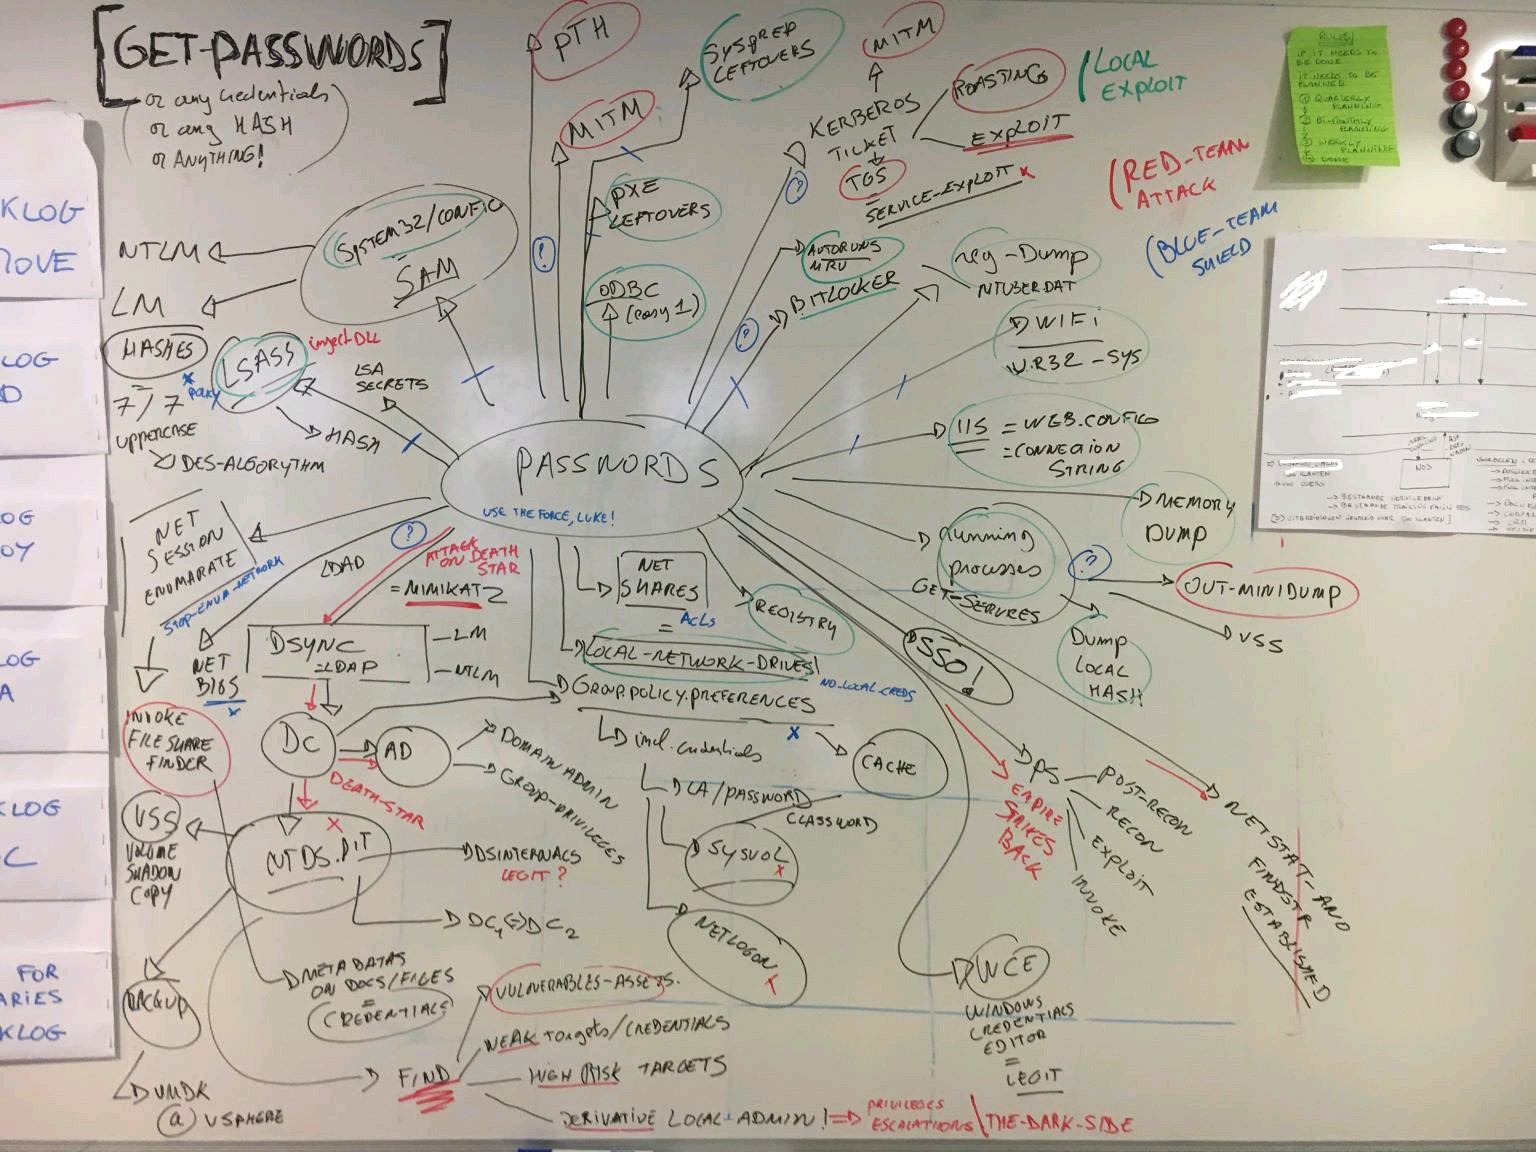 [GET-PASSWORDS]
or any credentials
or any HASH
or ANYTHING!
PTH
MITM
SYSPREP
LEFTOVERS
PXE
LEFTOVERS
ODBC
(easy 1)
MITM
KERBEROS
TICKET
ROASTING
EXPLOIT
TGS
=
SERVICE-EXPLOIT x
LOCAL
EXPLOIT
RED-TEAM
ATTACK
BLUE-TEAM
SHIELD
RULES
IF IT NEEDS TO
BE DONE
IT NEEDS TO BE
PLANNED
QUARTERLY
PLANNING
PLANNING
WEEKLY
PLANNING
DONE
AUTORUNS
MRU
BITLOCKER
?
?
?
reg-Dump
NTUSER.DAT
WIFI
WR32-SYS
IIS = WEB.CONFIG
= CONNECTION
STRING
MEMORY
DUMP
Running
processes
GET-SERVICES
?
OUT-MINIDUMP
VSS
DUMP
LOCAL
HASH
SYSTEM32/CONFIG
SAM
NTLM
LM
HASHES
7/7
UPPERCASE
DES-ALGORYTHM
LSASS
inject DLL
x
POLICY
HASH
LSA
SECRETS
PASSWORDS
USE THE FORCE, LUKE!
NET
SESSION
ENUMARATE
STOP-ENUM-NETWORK
LDAP
?
ATTACK
ON DEATH
STAR
= MIMIKATZ
NET
BIOS
x
DSYNC
=LDAP
LM
NTLM
NET
SHARES
= ACLs
REGISTRY
LOCAL-NETWORK-DRIVES
NO-LOCAL-CREDS
GROUP.POLICY.PREFERENCES
x
incl. credentials
CACHE
LA/PASSWORD
CLASSWORD
SYSVOL
x
NETLOGON
x
INVOKE
FILESHARE
FINDER
VSS
VOLUME
SHADOW
COPY
DC
AD
DEATH-STAR
DOMAIN ADMIN
GROUP-PRIVILEGES
NTDS.DIT
x
DSINTERNALS
LEGIT?
DC1<=>DC2
BACKUP
VMDK
@ VSPHERE
METADATAS
ON DOCS/FILES
=
CREDENTIALS
FIND
VULNERABLES-ASSETS.
WEAK TARGETS/CREDENTIALS
HIGH RISK TARGETS
DERIVATIVE LOCAL-ADMIN! => PRIVILEGES
ESCALATIONS \ THE-DARK-SIDE
SSO!
EMPIRE
STRIKES
BACK
PS
POST-RECON
RECON
EXPLOIT
INVOKE
NETSTAT-ANO
FINDSTR
ESTABLISHED
WCE
WINDOWS
CREDENTIALS
EDITOR
=
LEGIT
KLOG
MOVE
LOG
D
OG
OY
OG
A
KLOG
C
FOR
ARIES
KLOG
NOS